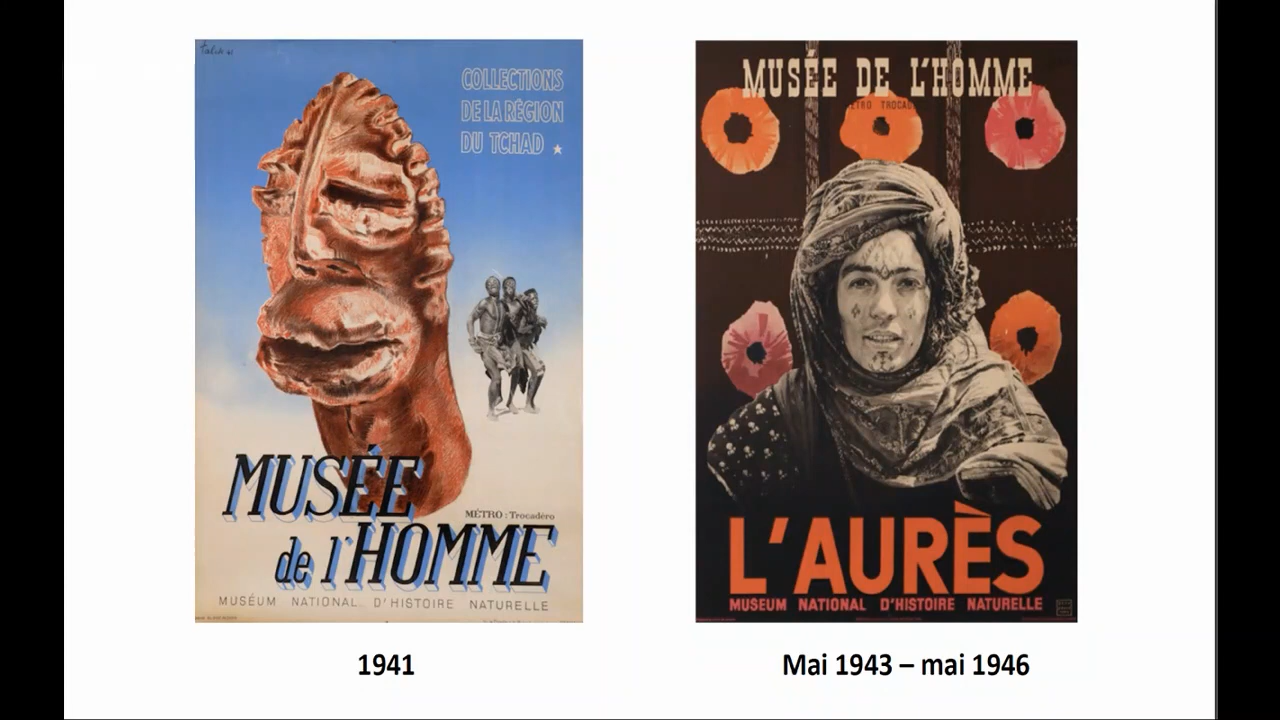 COLLECTIONS
DE LA RÉGION
DU TCHAD
MUSÉE
MÉTRO : Trocadéro
de l'HOMME
MUSÉUM NATIONAL D'HISTOIRE NATURELLE
1941
MUSÉE DE L'HOMME
L'AURÈS
MUSEUM NATIONAL D'HISTOIRE NATURELLE
Mai 1943 – mai 1946